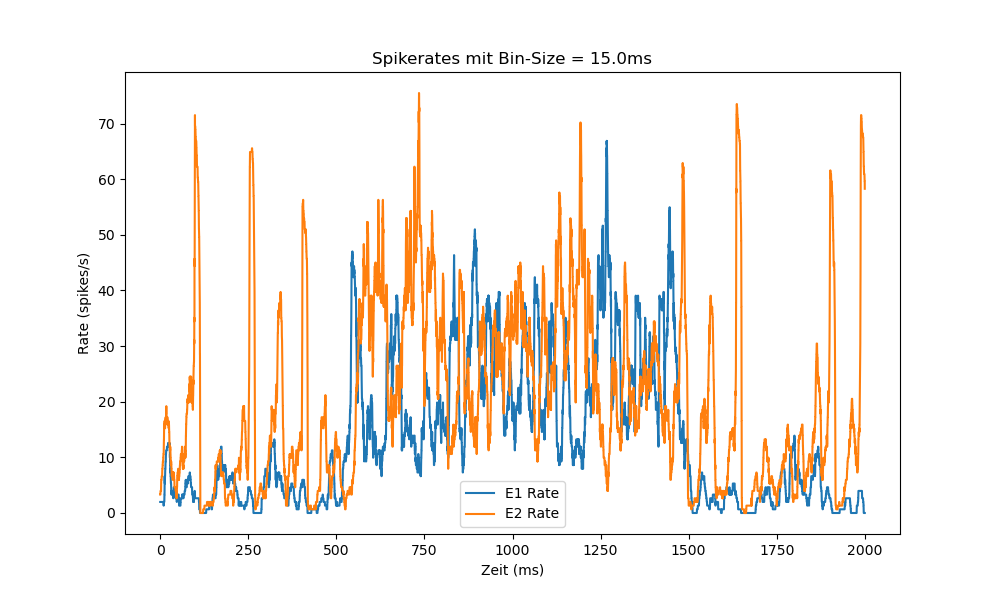 Spikerates mit Bin-Size = 15.0ms
Rate (spikes/s)
70
60
50
40
30
20
10
0
E1 Rate
E2 Rate
0 250 500 750 1000 1250 1500 1750 2000
Zeit (ms)